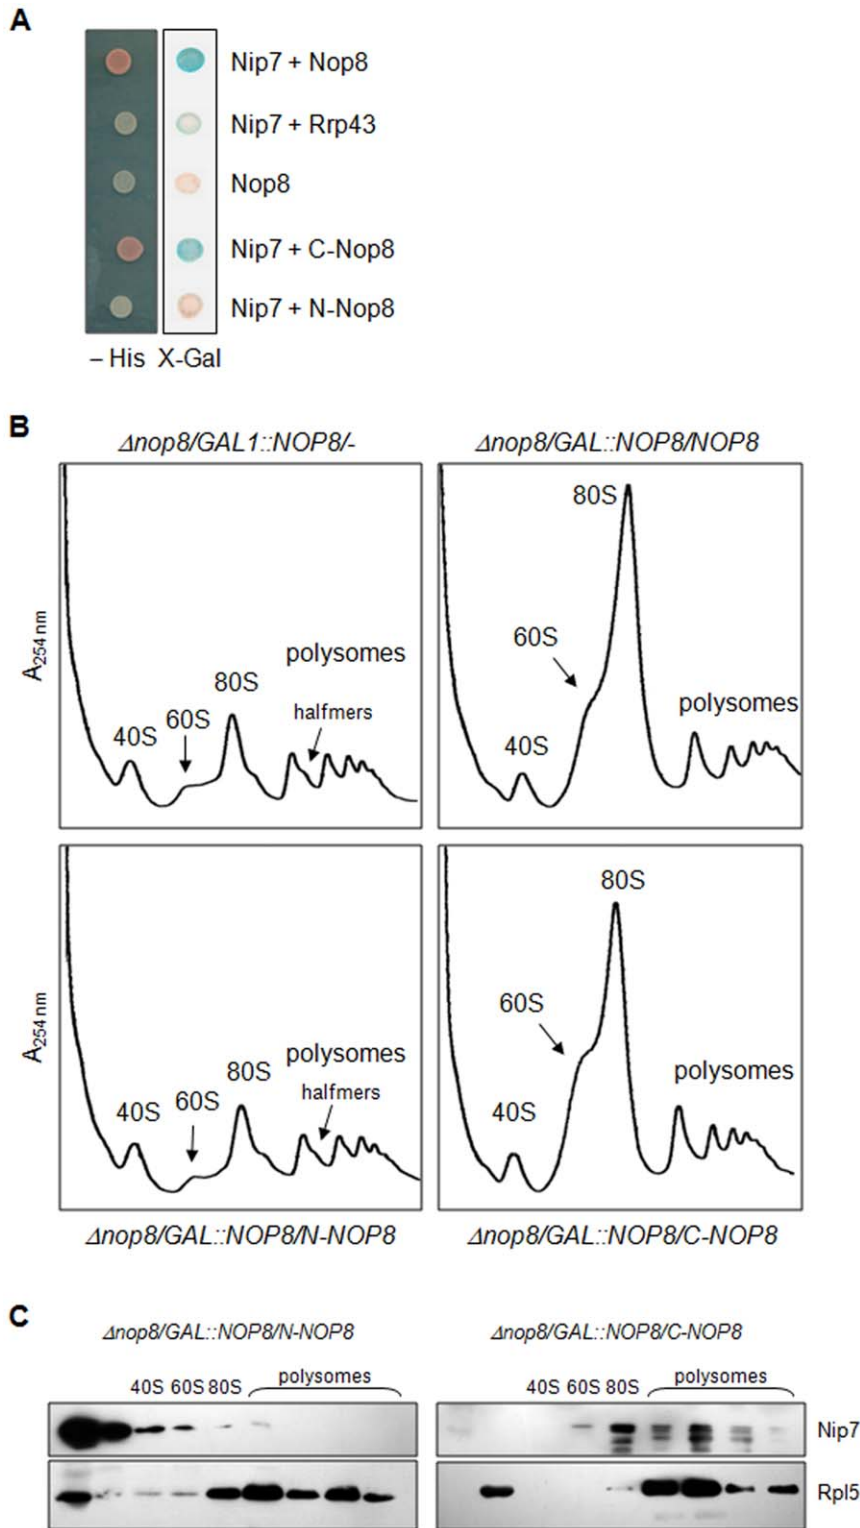 A
Nip7 + Nop8
Nip7 + Rrp43
Nop8
Nip7 + C-Nop8
Nip7 + N-Nop8
– His X-Gal
B
Δnop8/GAL1::NOP8/-
Δnop8/GAL::NOP8/NOP8
A254 nm
40S
60S
80S
polysomes
halfmers
40S
60S
80S
polysomes
A254 nm
40S
60S
80S
polysomes
halfmers
40S
60S
80S
polysomes
Δnop8/GAL::NOP8/N-NOP8
Δnop8/GAL::NOP8/C-NOP8
C
Δnop8/GAL::NOP8/N-NOP8
Δnop8/GAL::NOP8/C-NOP8
40S 60S 80S polysomes
40S 60S 80S polysomes
Nip7
Rpl5